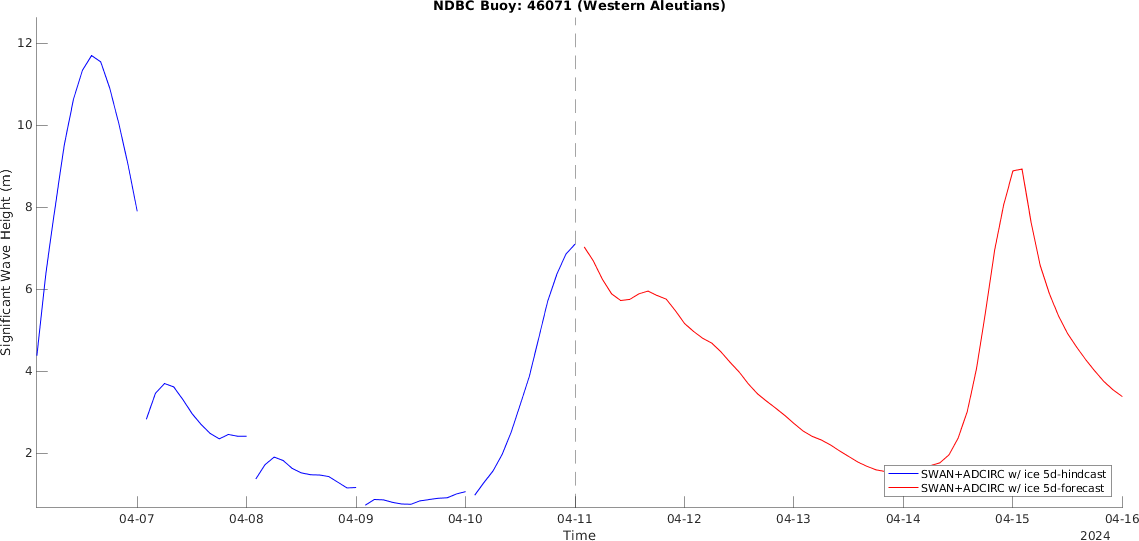 NDBC Buoy: 46071 (Western Aleutians)
12
10
8
6
4
2
Significant Wave Height (m)
SWAN+ADCIRC w/ ice 5d-hindcast
SWAN+ADCIRC w/ ice 5d-forecast
04-07 04-08 04-09 04-10 04-11 04-12 04-13 04-14 04-15 04-16
Time
2024